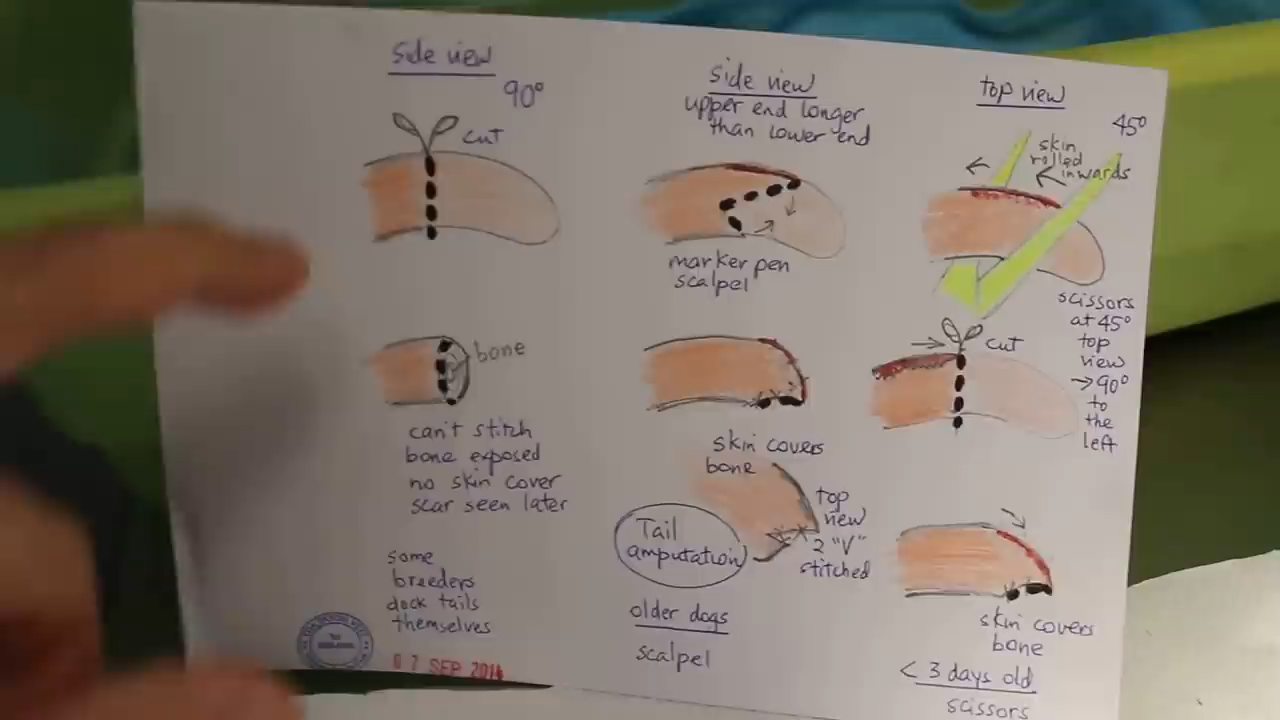 side view
90°
cut
bone
can't stitch
bone exposed
no skin cover
scar seen later
some
breeders
dock tails
themselves
07 SEP 2014
side view
upper end longer
than lower end
marker pen
scalpel
skin covers
bone
top
view
2 "V"
stitched
Tail
amputation
older dogs
scalpel
top view
45°
skin
rolled
inwards
scissors
at 45°
top
view
→90°
to
the
left
cut
skin covers
bone
< 3 days old
scissors